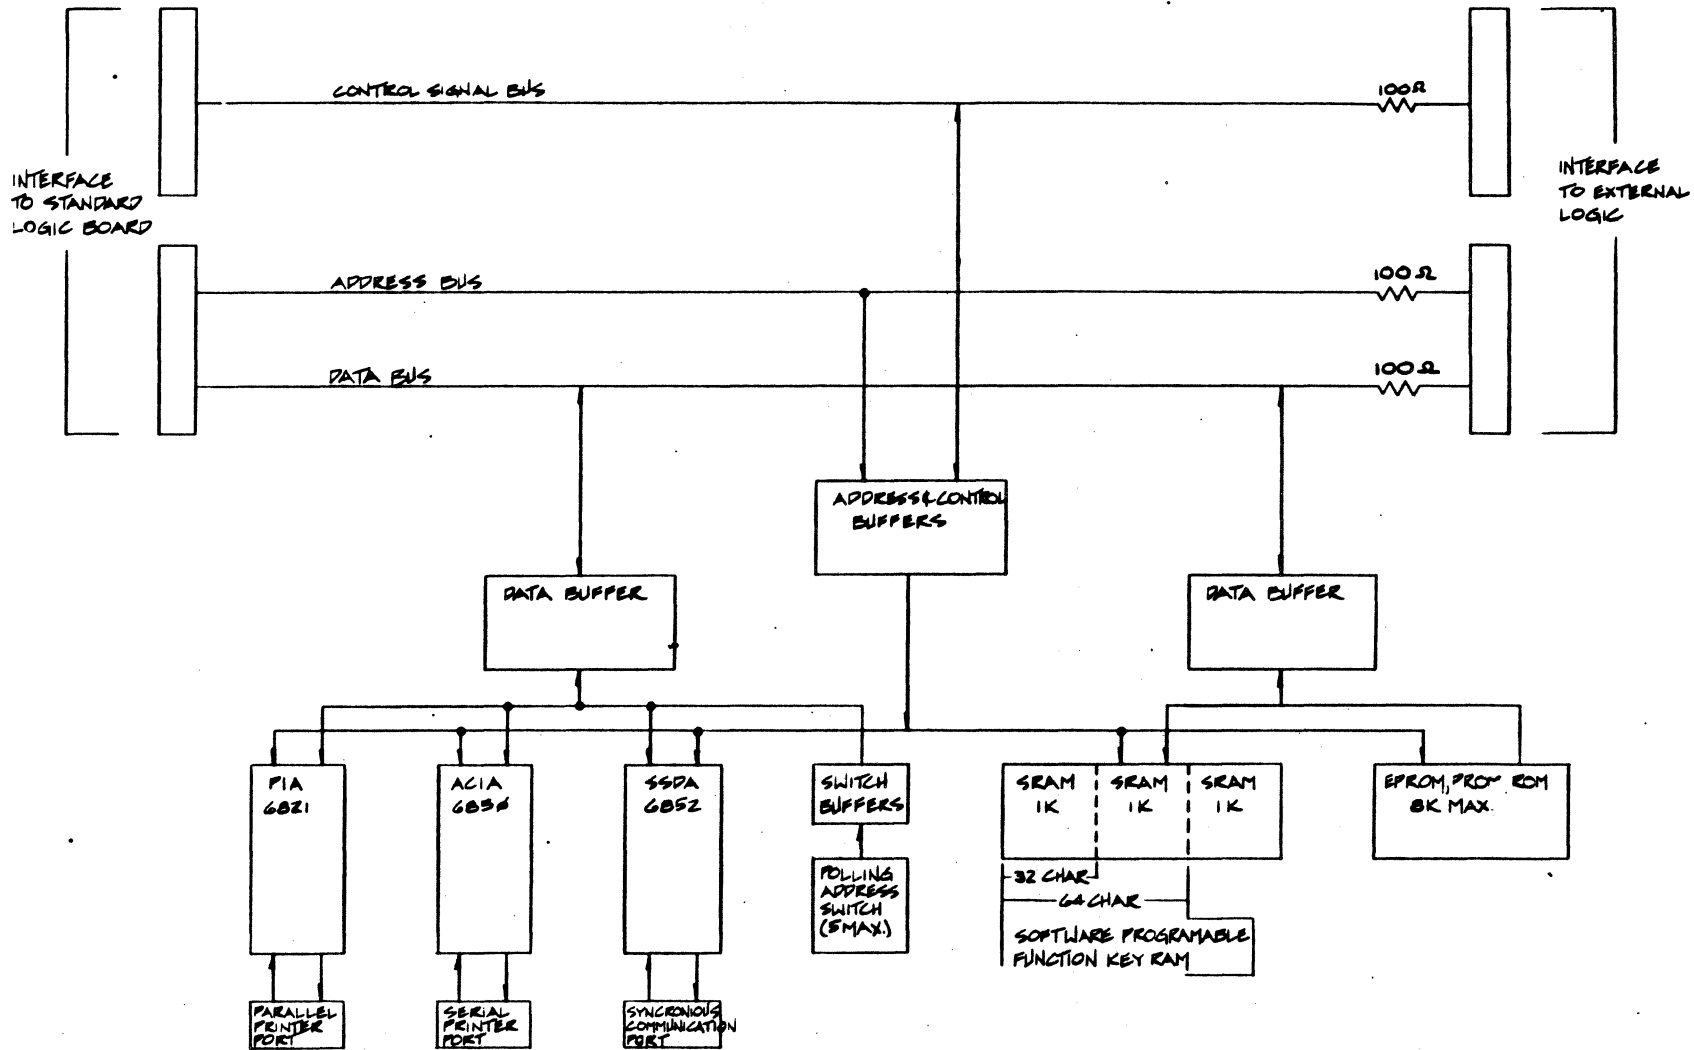 CONTROL SIGNAL BUS
100Ω
INTERFACE
TO STANDARD
LOGIC BOARD
INTERFACE
TO EXTERNAL
LOGIC
ADDRESS BUS
100Ω
DATA BUS
100Ω
ADDRESS & CONTROL
BUFFERS
DATA BUFFER
DATA BUFFER
PIA
6821
ACIA
6850
SSDA
6852
SWITCH
BUFFERS
SRAM
1K
SRAM
1K
SRAM
1K
EPROM, PROM ROM
8K MAX.
POLLING
ADDRESS
SWITCH
(5MAX.)
32 CHAR
64 CHAR
SOFTWARE PROGRAMABLE
FUNCTION KEY RAM
PARALLEL
PRINTER
PORT
SERIAL
PRINTER
PORT
SYNCRONIOUS
COMMUNICATION
PORT